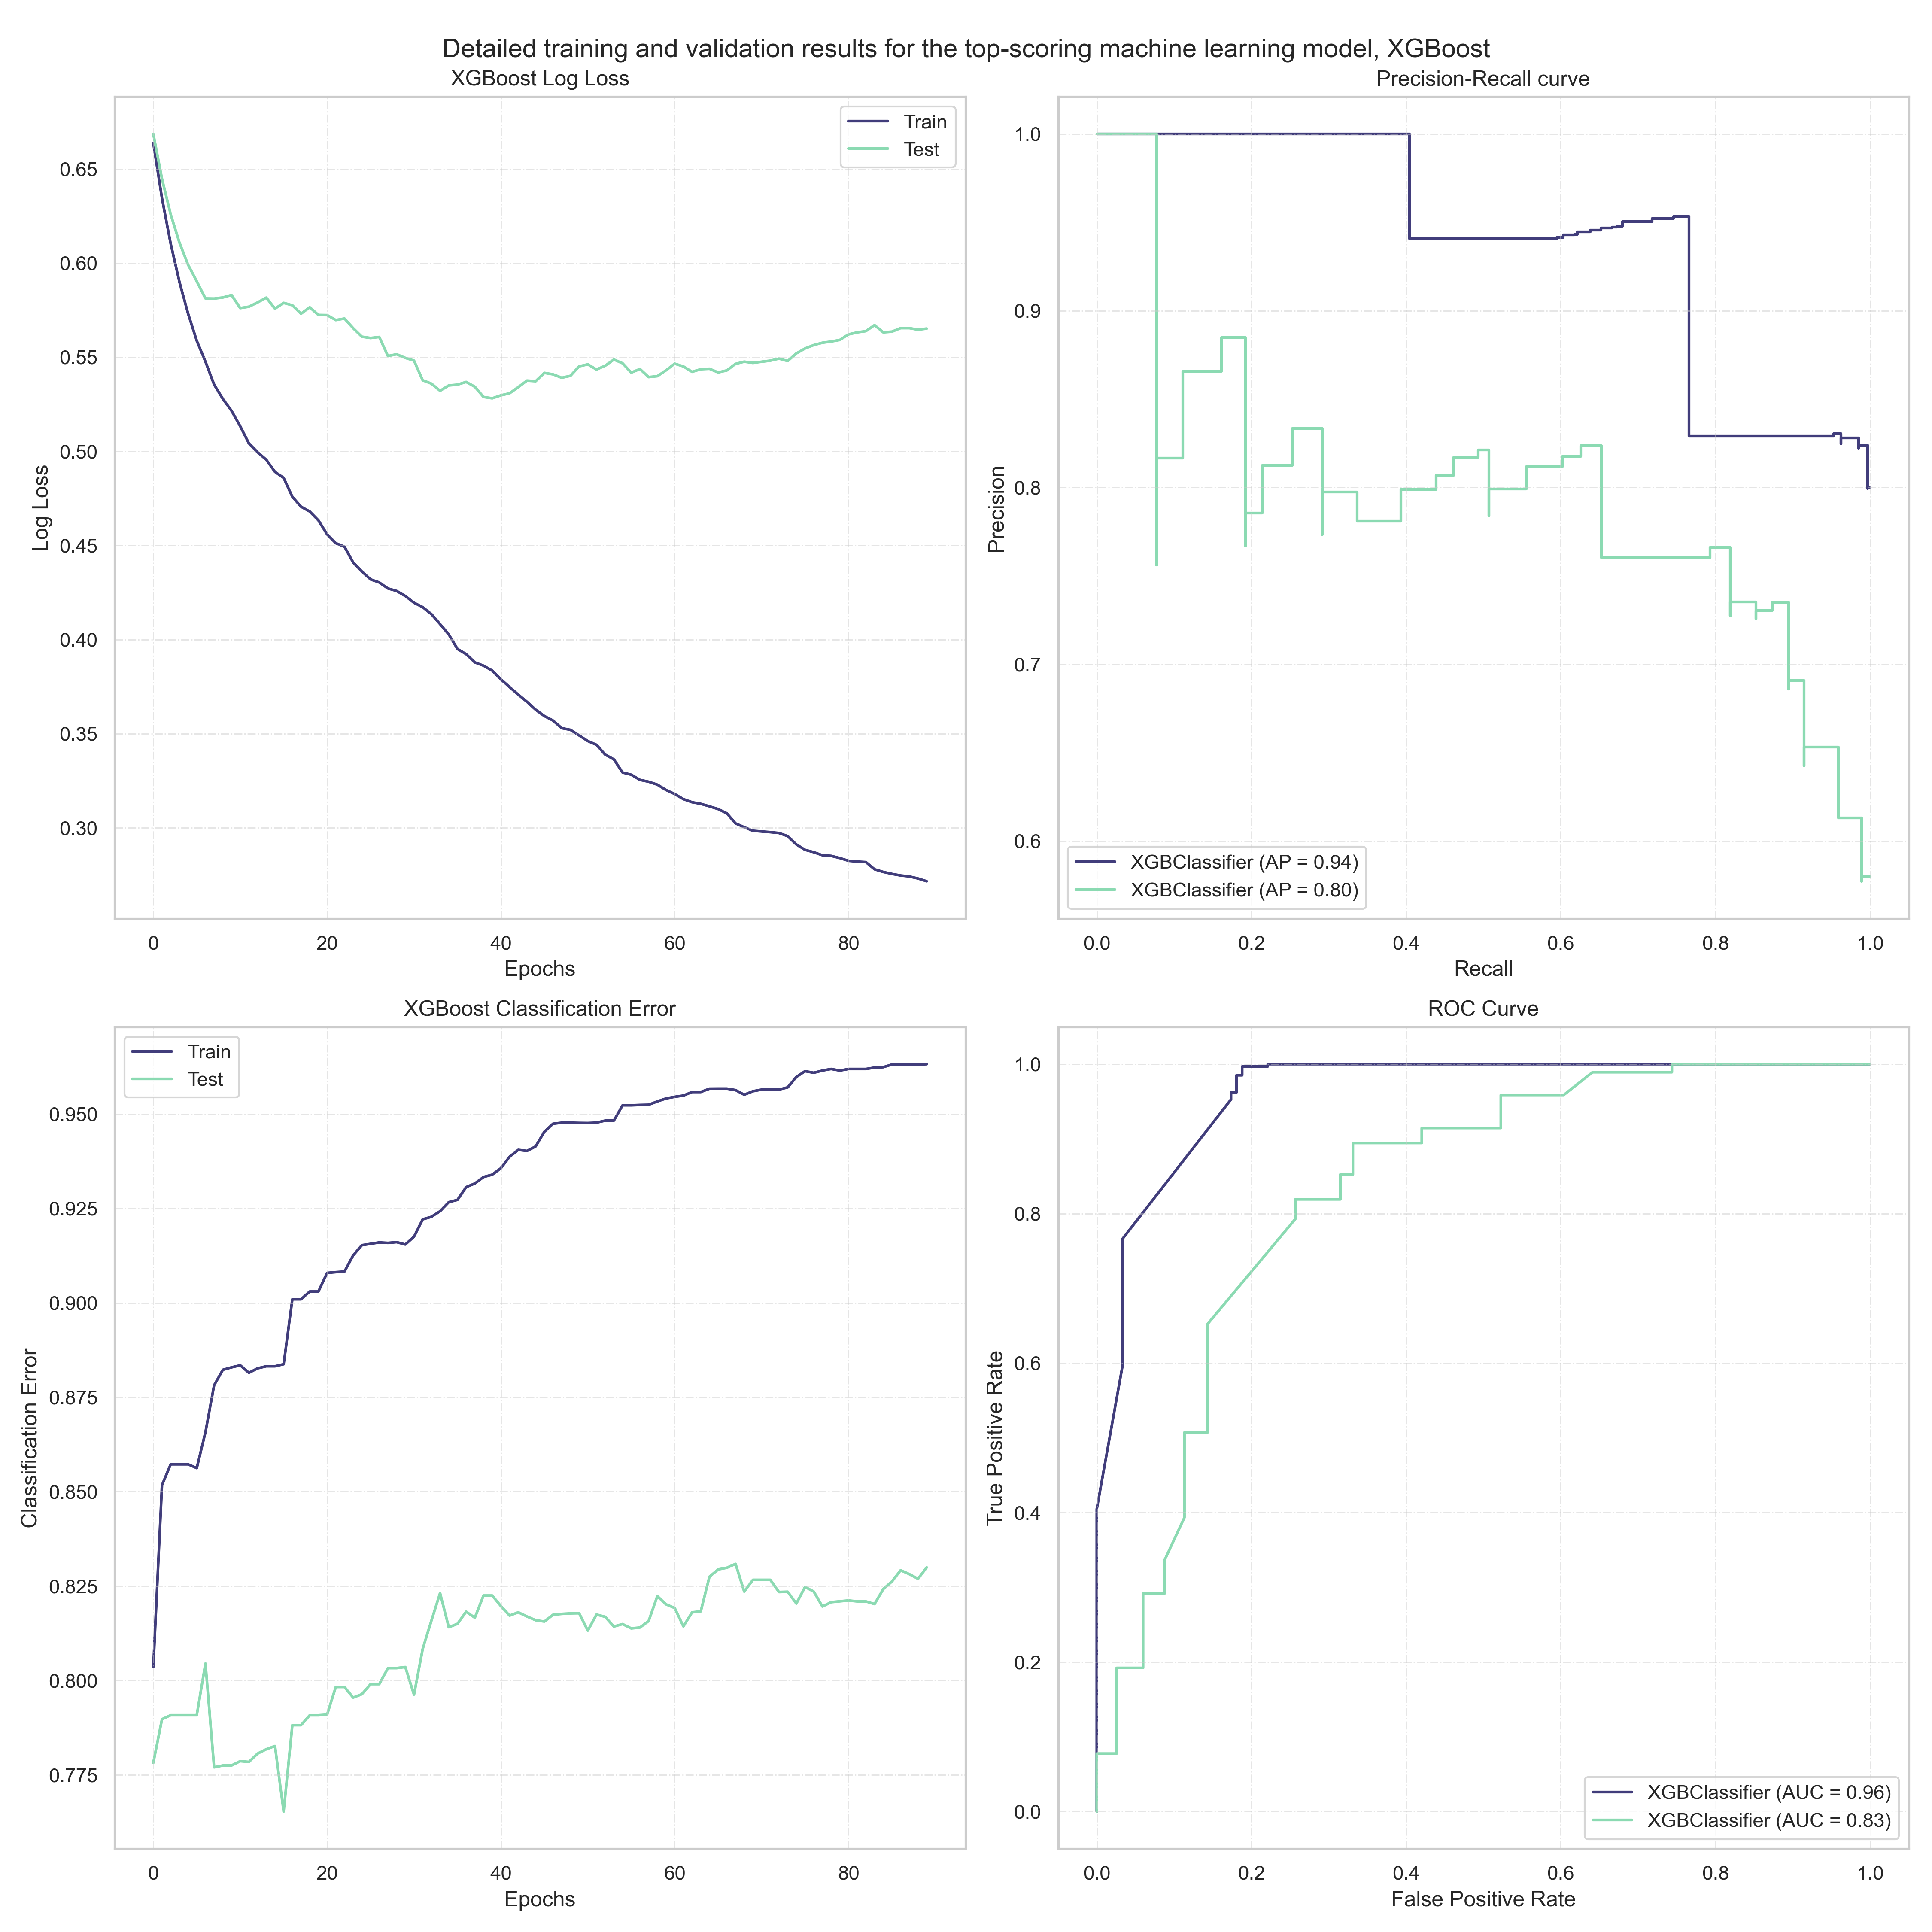 Detailed training and validation results for the top-scoring machine learning model, XGBoost
XGBoost Log Loss
Train
Test
0.65
0.60
0.55
0.50
0.45
0.40
0.35
0.30
Log Loss
0 20 40 60 80
Epochs
Precision-Recall curve
1.0
0.9
0.8
0.7
0.6
Precision
XGBClassifier (AP = 0.94)
XGBClassifier (AP = 0.80)
0.0 0.2 0.4 0.6 0.8 1.0
Recall
XGBoost Classification Error
Train
Test
0.950
0.925
0.900
0.875
0.850
0.825
0.800
0.775
Classification Error
0 20 40 60 80
Epochs
ROC Curve
1.0
0.8
0.6
0.4
0.2
0.0
True Positive Rate
XGBClassifier (AUC = 0.96)
XGBClassifier (AUC = 0.83)
0.0 0.2 0.4 0.6 0.8 1.0
False Positive Rate